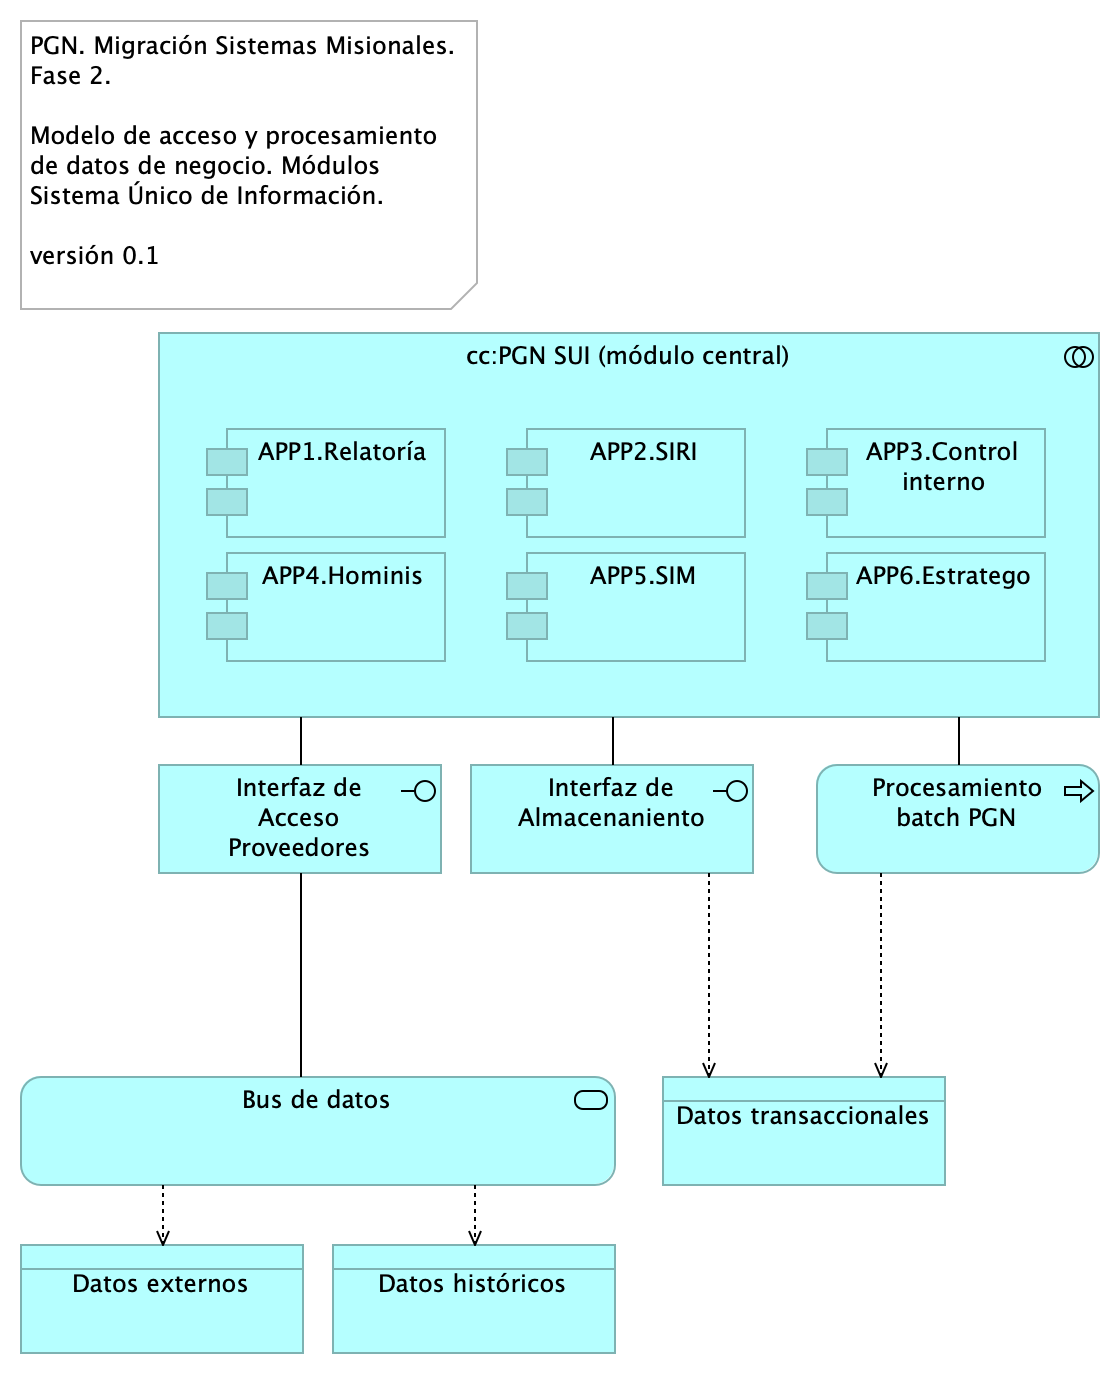 PGN. Migración Sistemas Misionales.
Fase 2.
Modelo de acceso y procesamiento
de datos de negocio. Módulos
Sistema Único de Información.
versión 0.1
cc:PGN SUI (módulo central)
APP1.Relatoría
APP2.SIRI
APP3.Control
interno
APP4.Hominis
APP5.SIM
APP6.Estratego
Interfaz de
Acceso
Proveedores
Interfaz de
Almacenaniento
Procesamiento
batch PGN
Bus de datos
Datos transaccionales
Datos externos
Datos históricos